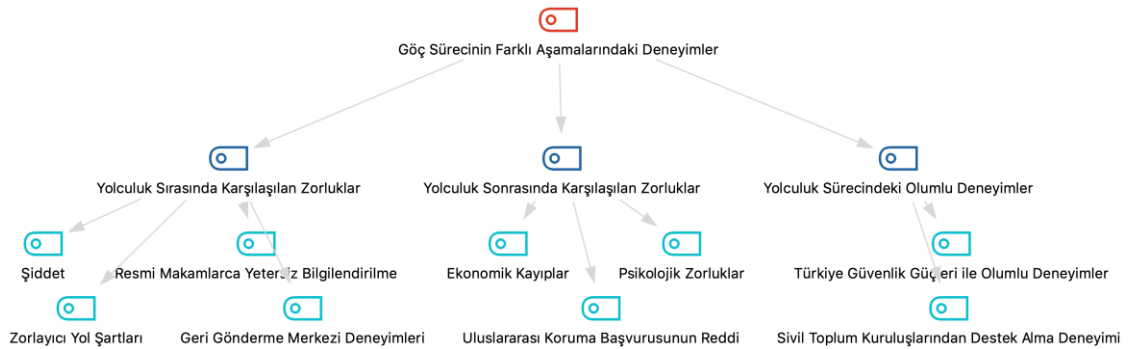 Göç Sürecinin Farklı Aşamalarındaki Deneyimler
Yolculuk Sırasında Karşılaşılan Zorluklar
Yolculuk Sonrasında Karşılaşılan Zorluklar
Yolculuk Sürecindeki Olumlu Deneyimler
Şiddet
Resmi Makamlarca Yetersiz Bilgilendirilme
Ekonomik Kayıplar
Psikolojik Zorluklar
Türkiye Güvenlik Güçleri ile Olumlu Deneyimler
Zorlayıcı Yol Şartları
Geri Gönderme Merkezi Deneyimleri
Uluslararası Koruma Başvurusunun Reddi
Sivil Toplum Kuruluşlarından Destek Alma Deneyimi